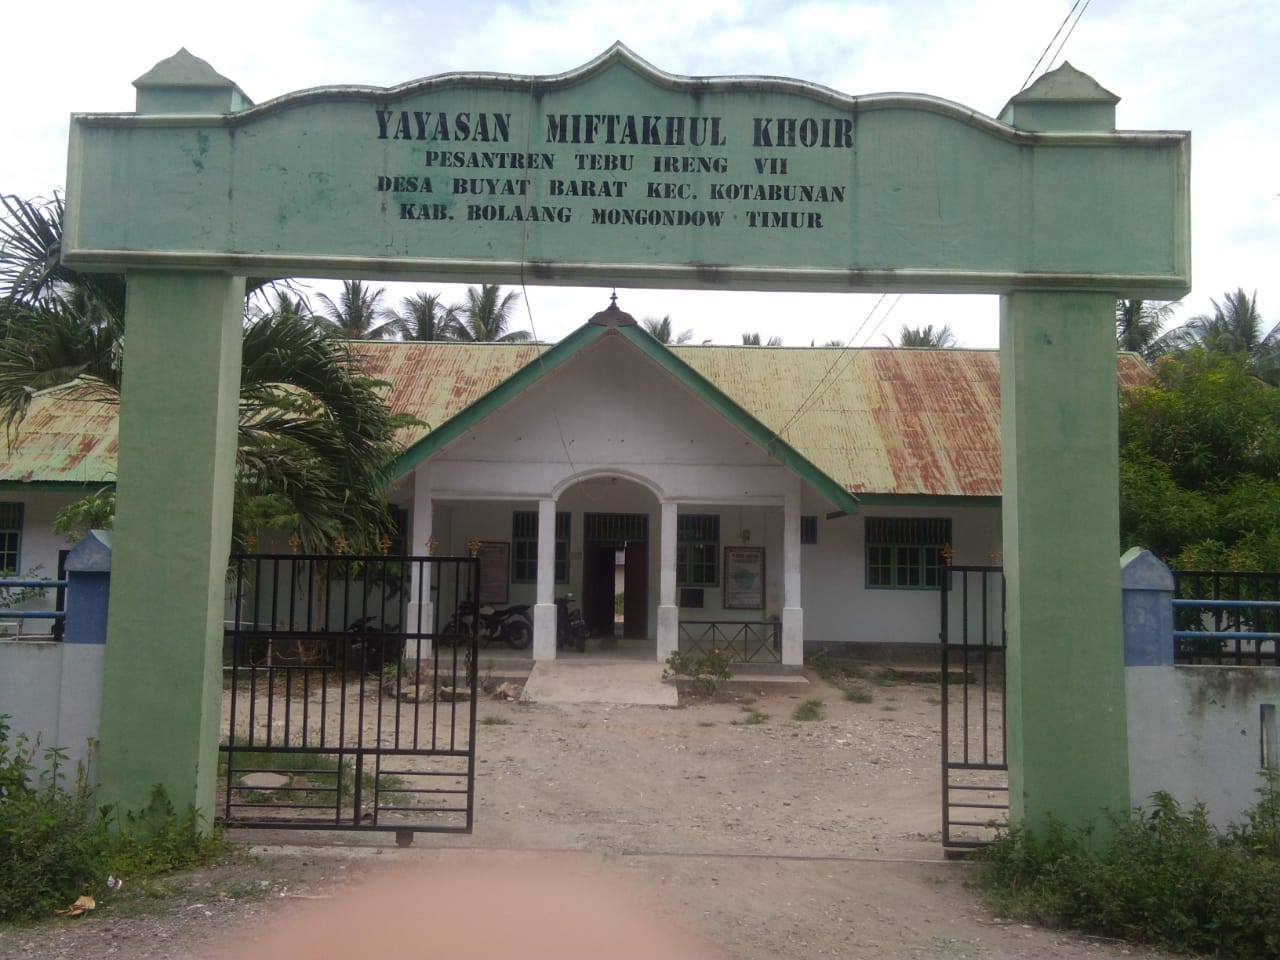 YAYASAN MIFTAKHUL KHOIR
PESANTREN TEBU IRENG VII
DESA BUYAT BARAT KEC. KOTABUNAN
KAB. BOLAANG MONGONDOW TIMUR